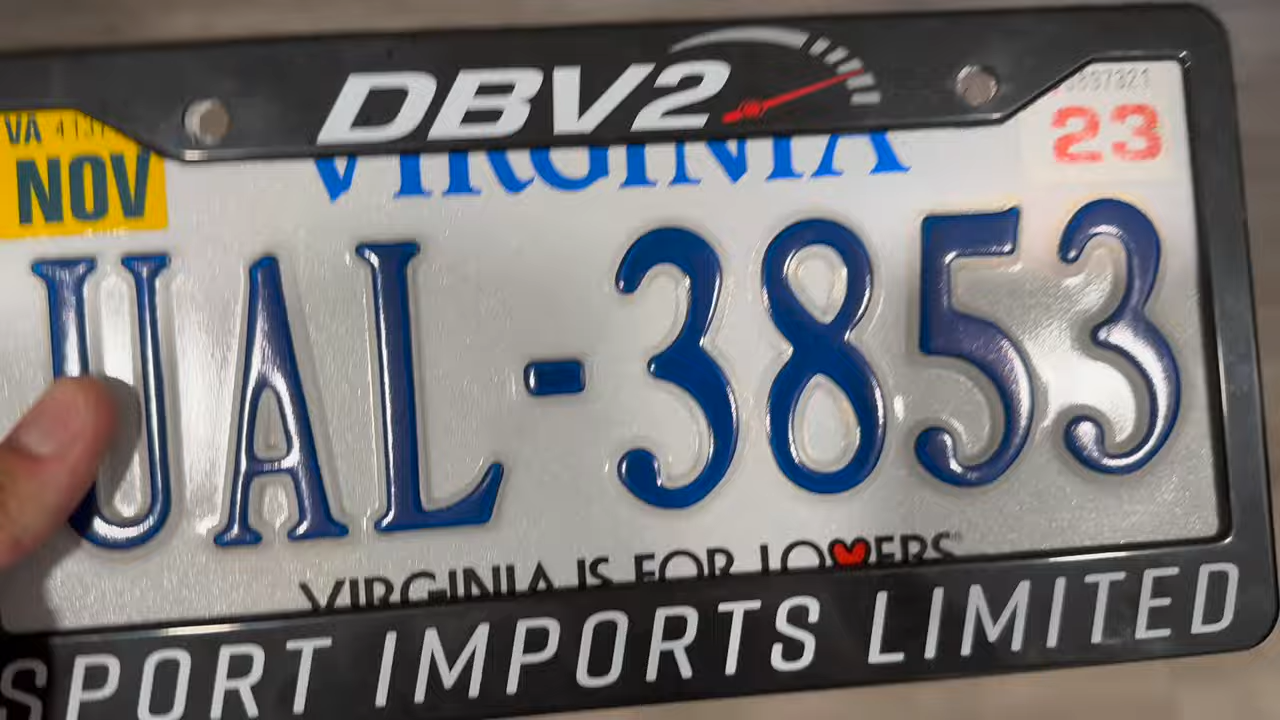 DBV2
VA
NOV
VIRGINIA
23
UAL-3853
VIRGINIA IS FOR LOVERS
SPORT IMPORTS LIMITED